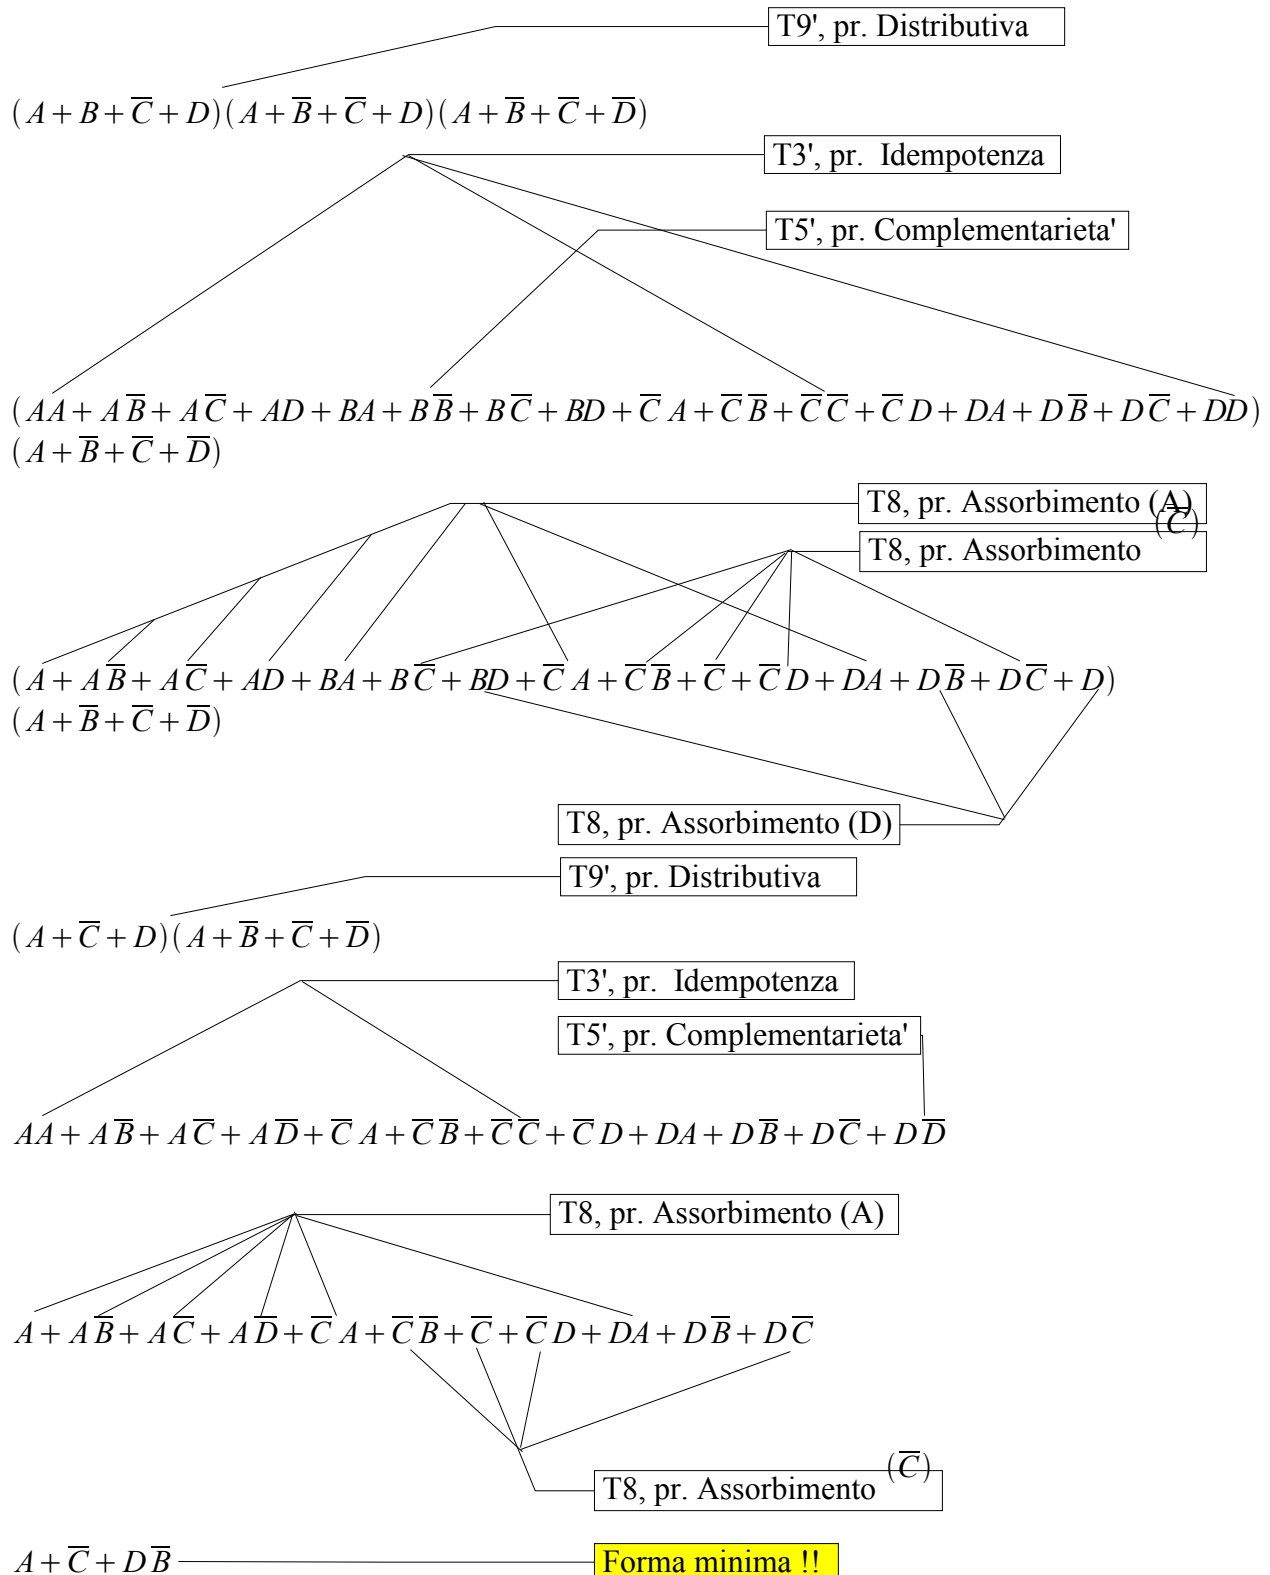 T9', pr. Distributiva
(A+B+C̅+D)(A+B̅+C̅+D)(A+B̅+C̅+D̅)
T3', pr. Idempotenza
T5', pr. Complementarieta'
(AA+AB̅+AC̅+AD+BA+BB̅+BC̅+BD+C̅A+C̅B̅+C̅C̅+C̅D+DA+DB̅+DC̅+DD)
(A+B̅+C̅+D̅)
T8, pr. Assorbimento (A)
(C̅)
T8, pr. Assorbimento
(A+AB̅+AC̅+AD+BA+BC̅+BD+C̅A+C̅B̅+C̅+C̅D+DA+DB̅+DC̅+D)
(A+B̅+C̅+D̅)
T8, pr. Assorbimento (D)
T9', pr. Distributiva
(A+C̅+D)(A+B̅+C̅+D̅)
T3', pr. Idempotenza
T5', pr. Complementarieta'
AA+AB̅+AC̅+AD̅+C̅A+C̅B̅+C̅C̅+C̅D+DA+DB̅+DC̅+DD̅
T8, pr. Assorbimento (A)
A+AB̅+AC̅+AD̅+C̅A+C̅B̅+C̅+C̅D+DA+DB̅+DC̅
(C̅)
T8, pr. Assorbimento
A+C̅+DB̅ Forma minima !!